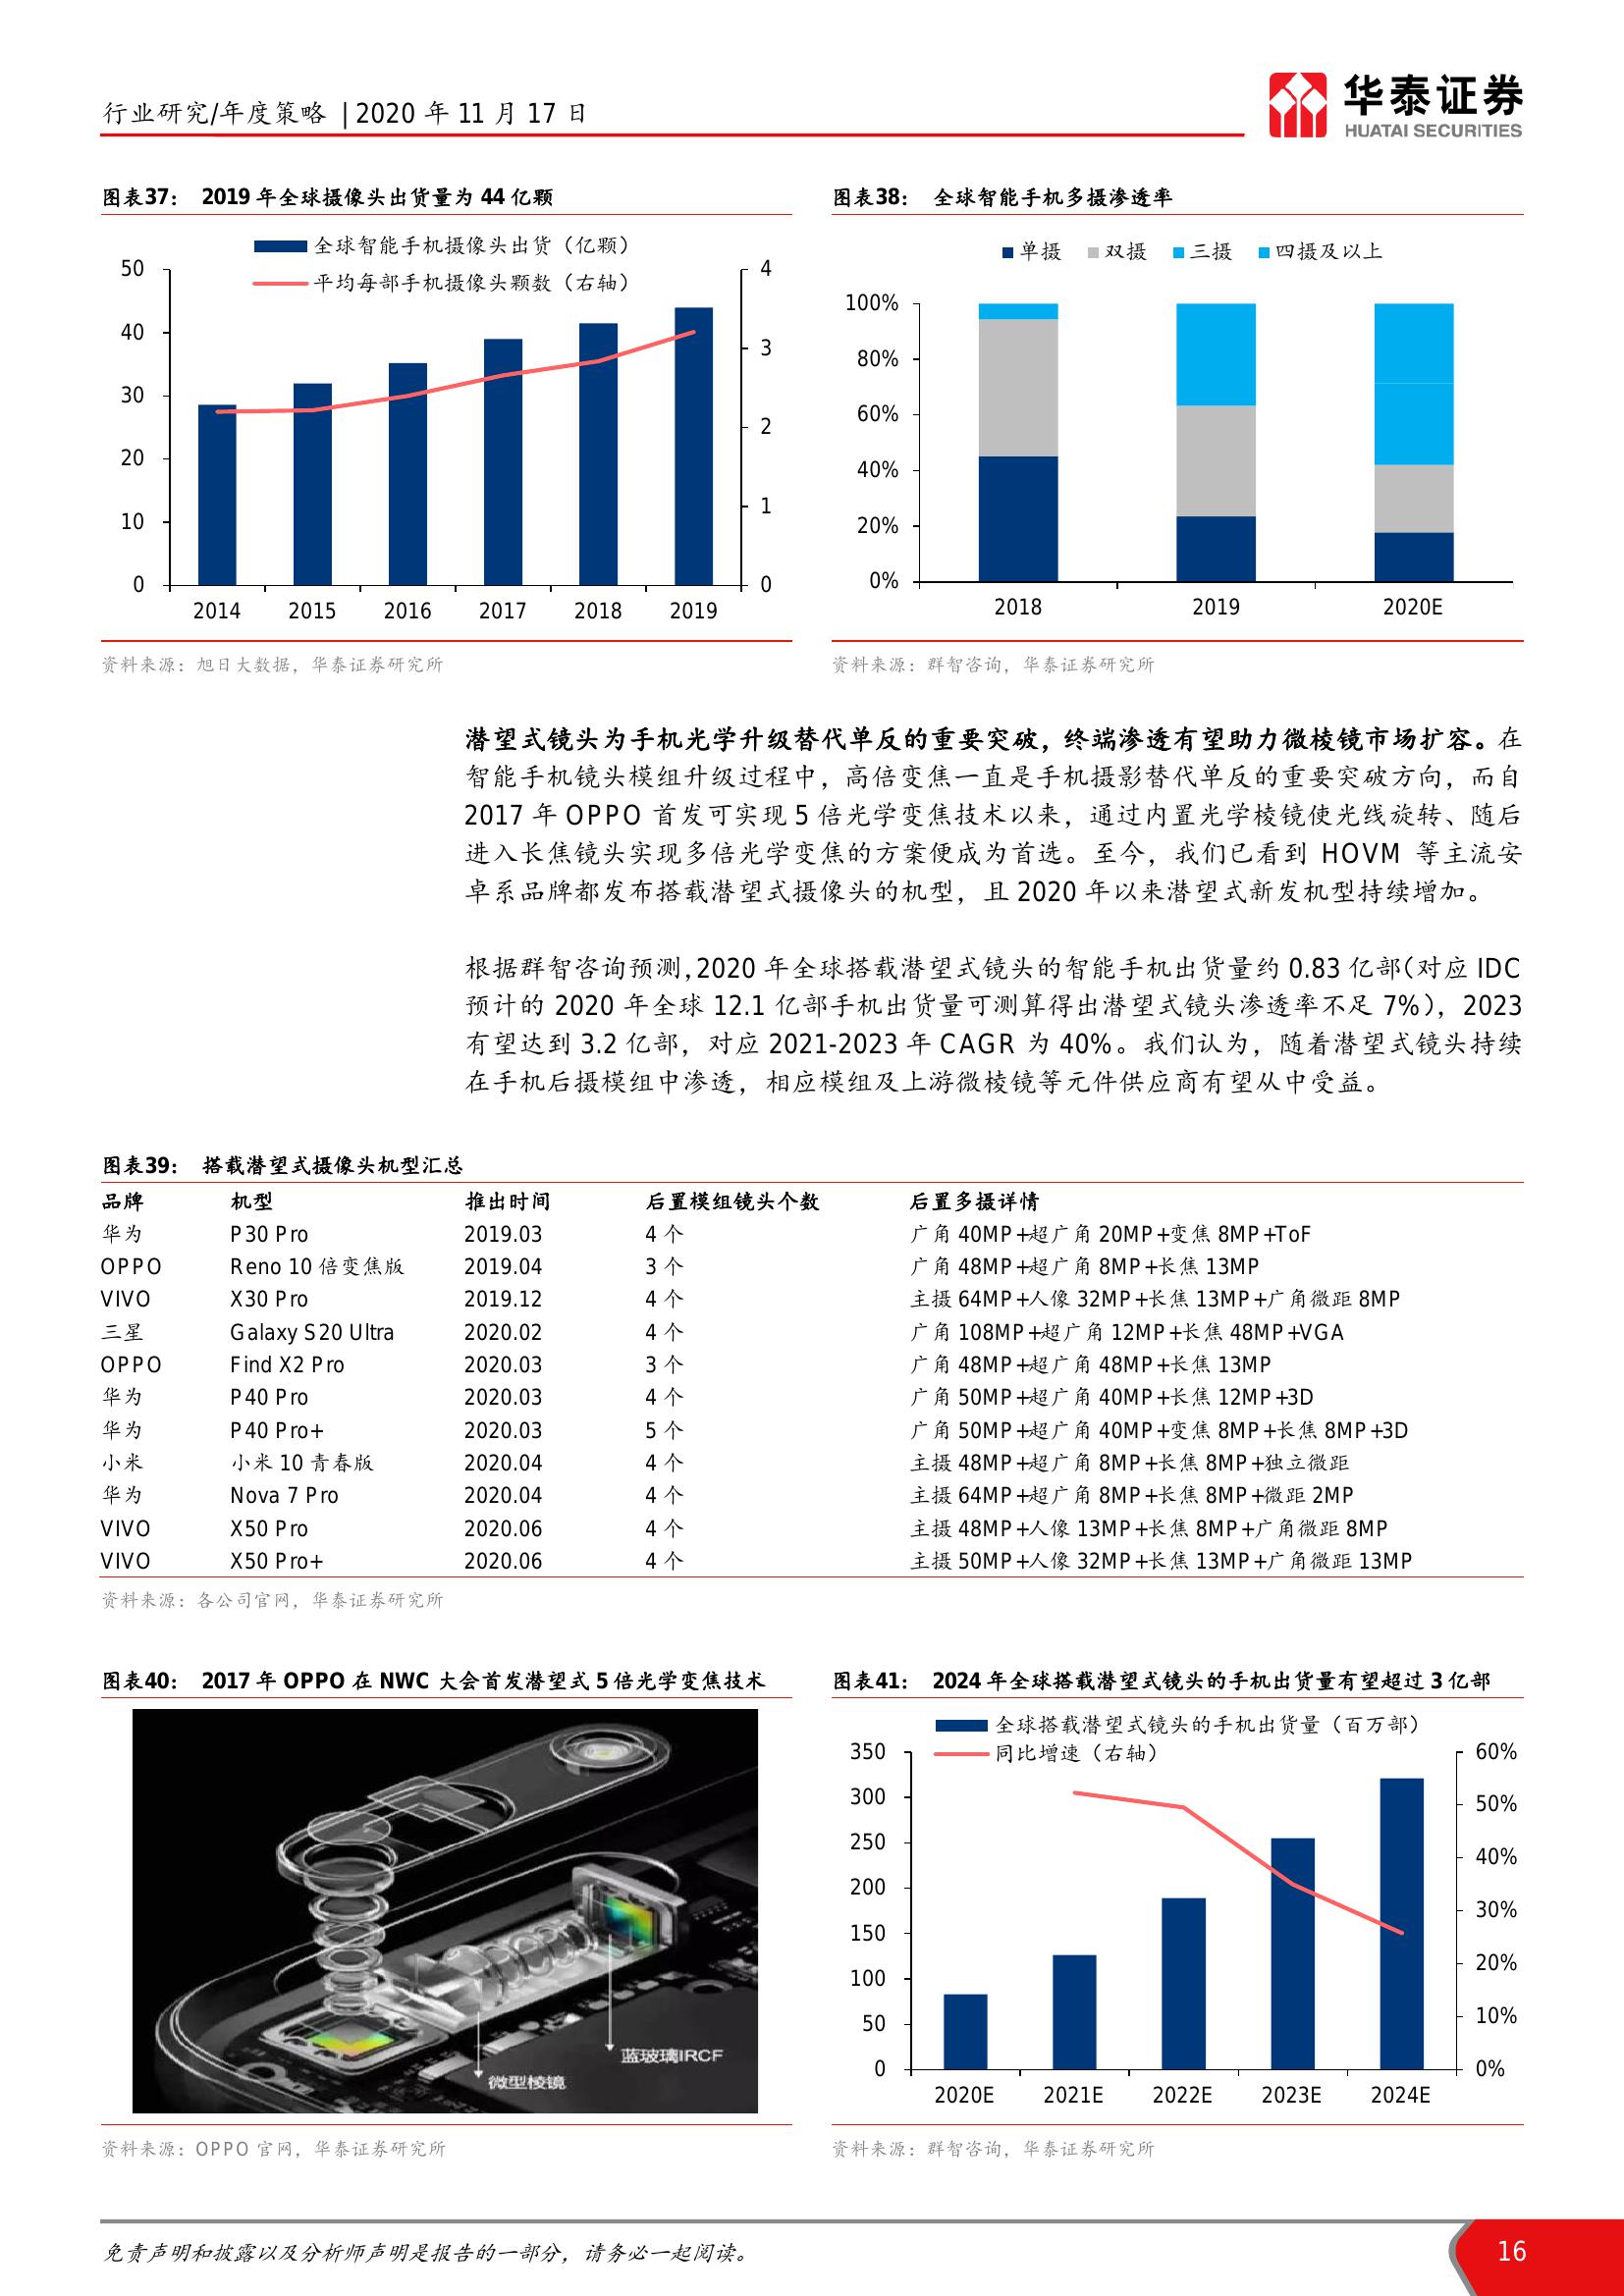 行业研究/年度策略 | 2020 年 11 月 17 日
华泰证券
HUATAI SECURITIES
图表37： 2019 年全球摄像头出货量为 44 亿颗
全球智能手机摄像头出货（亿颗）
平均每部手机摄像头颗数（右轴）
50
40
30
20
10
0
4
3
2
1
0
2014 2015 2016 2017 2018 2019
资料来源：旭日大数据，华泰证券研究所
图表38： 全球智能手机多摄渗透率
单摄 双摄 三摄 四摄及以上
100%
80%
60%
40%
20%
0%
2018 2019 2020E
资料来源：群智咨询，华泰证券研究所
潜望式镜头为手机光学升级替代单反的重要突破，终端渗透有望助力微棱镜市场扩容。在
智能手机镜头模组升级过程中，高倍变焦一直是手机摄影替代单反的重要突破方向，而自
2017 年 OPPO 首发可实现 5 倍光学变焦技术以来，通过内置光学棱镜使光线旋转、随后
进入长焦镜头实现多倍光学变焦的方案便成为首选。至今，我们已看到 HOVM 等主流安
卓系品牌都发布搭载潜望式摄像头的机型，且 2020 年以来潜望式新发机型持续增加。
根据群智咨询预测，2020 年全球搭载潜望式镜头的智能手机出货量约 0.83 亿部（对应 IDC
预计的 2020 年全球 12.1 亿部手机出货量可测算得出潜望式镜头渗透率不足 7%），2023
有望达到 3.2 亿部，对应 2021-2023 年 CAGR 为 40%。我们认为，随着潜望式镜头持续
在手机后摄模组中渗透，相应模组及上游微棱镜等元件供应商有望从中受益。
图表39： 搭载潜望式摄像头机型汇总
品牌 机型 推出时间 后置模组镜头个数 后置多摄详情
华为 P30 Pro 2019.03 4 个 广角 40MP+超广角 20MP+变焦 8MP+ToF
OPPO Reno 10 倍变焦版 2019.04 3 个 广角 48MP+超广角 8MP+长焦 13MP
VIVO X30 Pro 2019.12 4 个 主摄 64MP+人像 32MP+长焦 13MP+广角微距 8MP
三星 Galaxy S20 Ultra 2020.02 4 个 广角 108MP+超广角 12MP+长焦 48MP+VGA
OPPO Find X2 Pro 2020.03 3 个 广角 48MP+超广角 48MP+长焦 13MP
华为 P40 Pro 2020.03 4 个 广角 50MP+超广角 40MP+长焦 12MP+3D
华为 P40 Pro+ 2020.03 5 个 广角 50MP+超广角 40MP+变焦 8MP+长焦 8MP+3D
小米 小米 10 青春版 2020.04 4 个 主摄 48MP+超广角 8MP+长焦 8MP+独立微距
华为 Nova 7 Pro 2020.04 4 个 主摄 64MP+超广角 8MP+长焦 8MP+微距 2MP
VIVO X50 Pro 2020.06 4 个 主摄 48MP+人像 13MP+长焦 8MP+广角微距 8MP
VIVO X50 Pro+ 2020.06 4 个 主摄 50MP+人像 32MP+长焦 13MP+广角微距 13MP
资料来源：各公司官网，华泰证券研究所
图表40： 2017 年 OPPO 在 NWC 大会首发潜望式 5 倍光学变焦技术
蓝玻璃IRCF
微型棱镜
资料来源：OPPO 官网，华泰证券研究所
图表41： 2024 年全球搭载潜望式镜头的手机出货量有望超过 3 亿部
全球搭载潜望式镜头的手机出货量（百万部）
同比增速（右轴）
350
300
250
200
150
100
50
0
60%
50%
40%
30%
20%
10%
0%
2020E 2021E 2022E 2023E 2024E
资料来源：群智咨询，华泰证券研究所
免责声明和披露以及分析师声明是报告的一部分，请务必一起阅读。
16